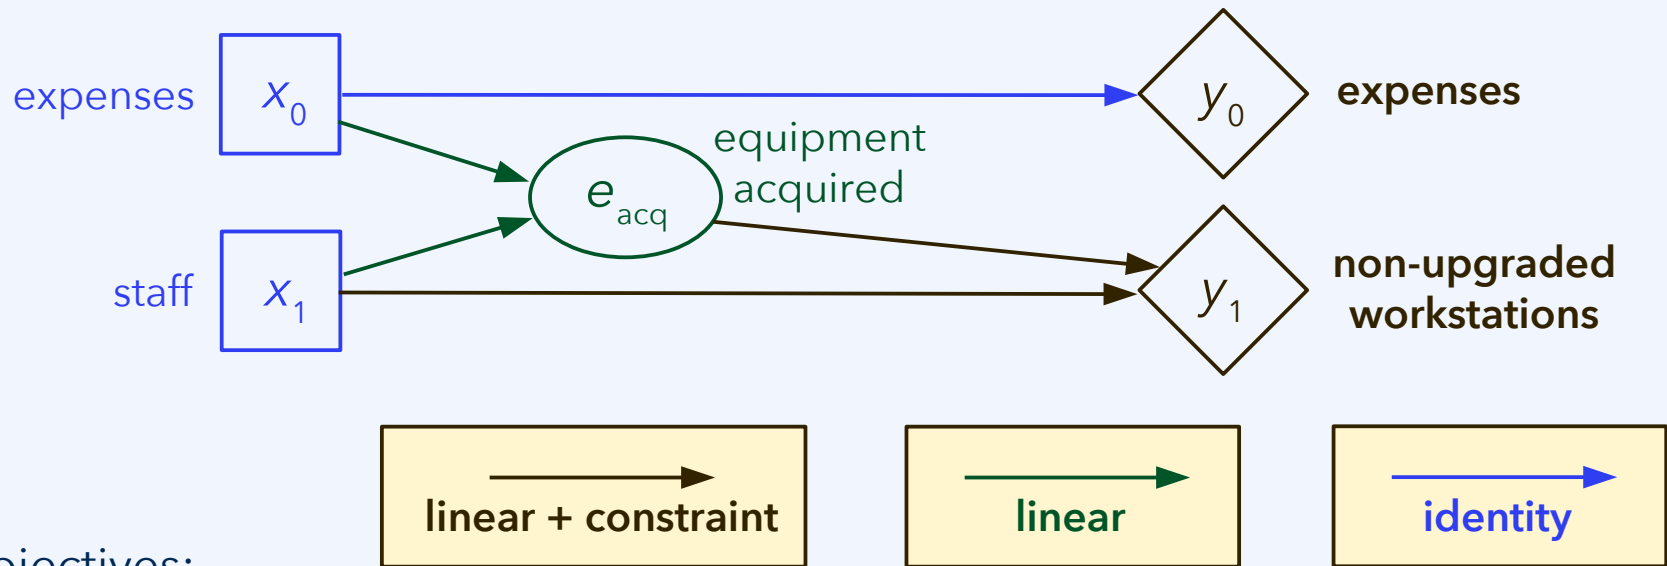 expenses
x0
y0
expenses
equipment
acquired
eacq
staff
x1
y1
non-upgraded
workstations
linear + constraint
linear
identity